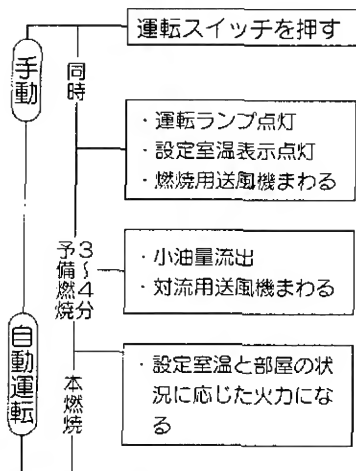 手動
同時
運転スイッチを押す
・運転ランプ点灯
・設定室温表示点灯
・燃焼用送風機まわる
3〜4分
予備燃焼
・小油量流出
・対流用送風機まわる
自動運転
本燃焼
・設定室温と部屋の状
況に応じた火力にな
る